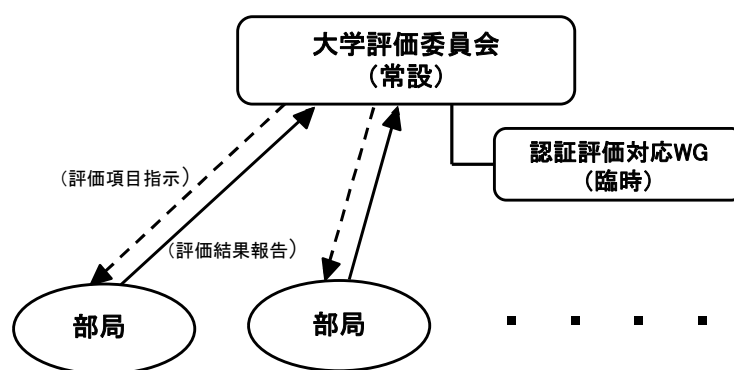 大学評価委員会
（常設）
認証評価対応WG
（臨時）
（評価項目指示）
（評価結果報告）
部局
部局